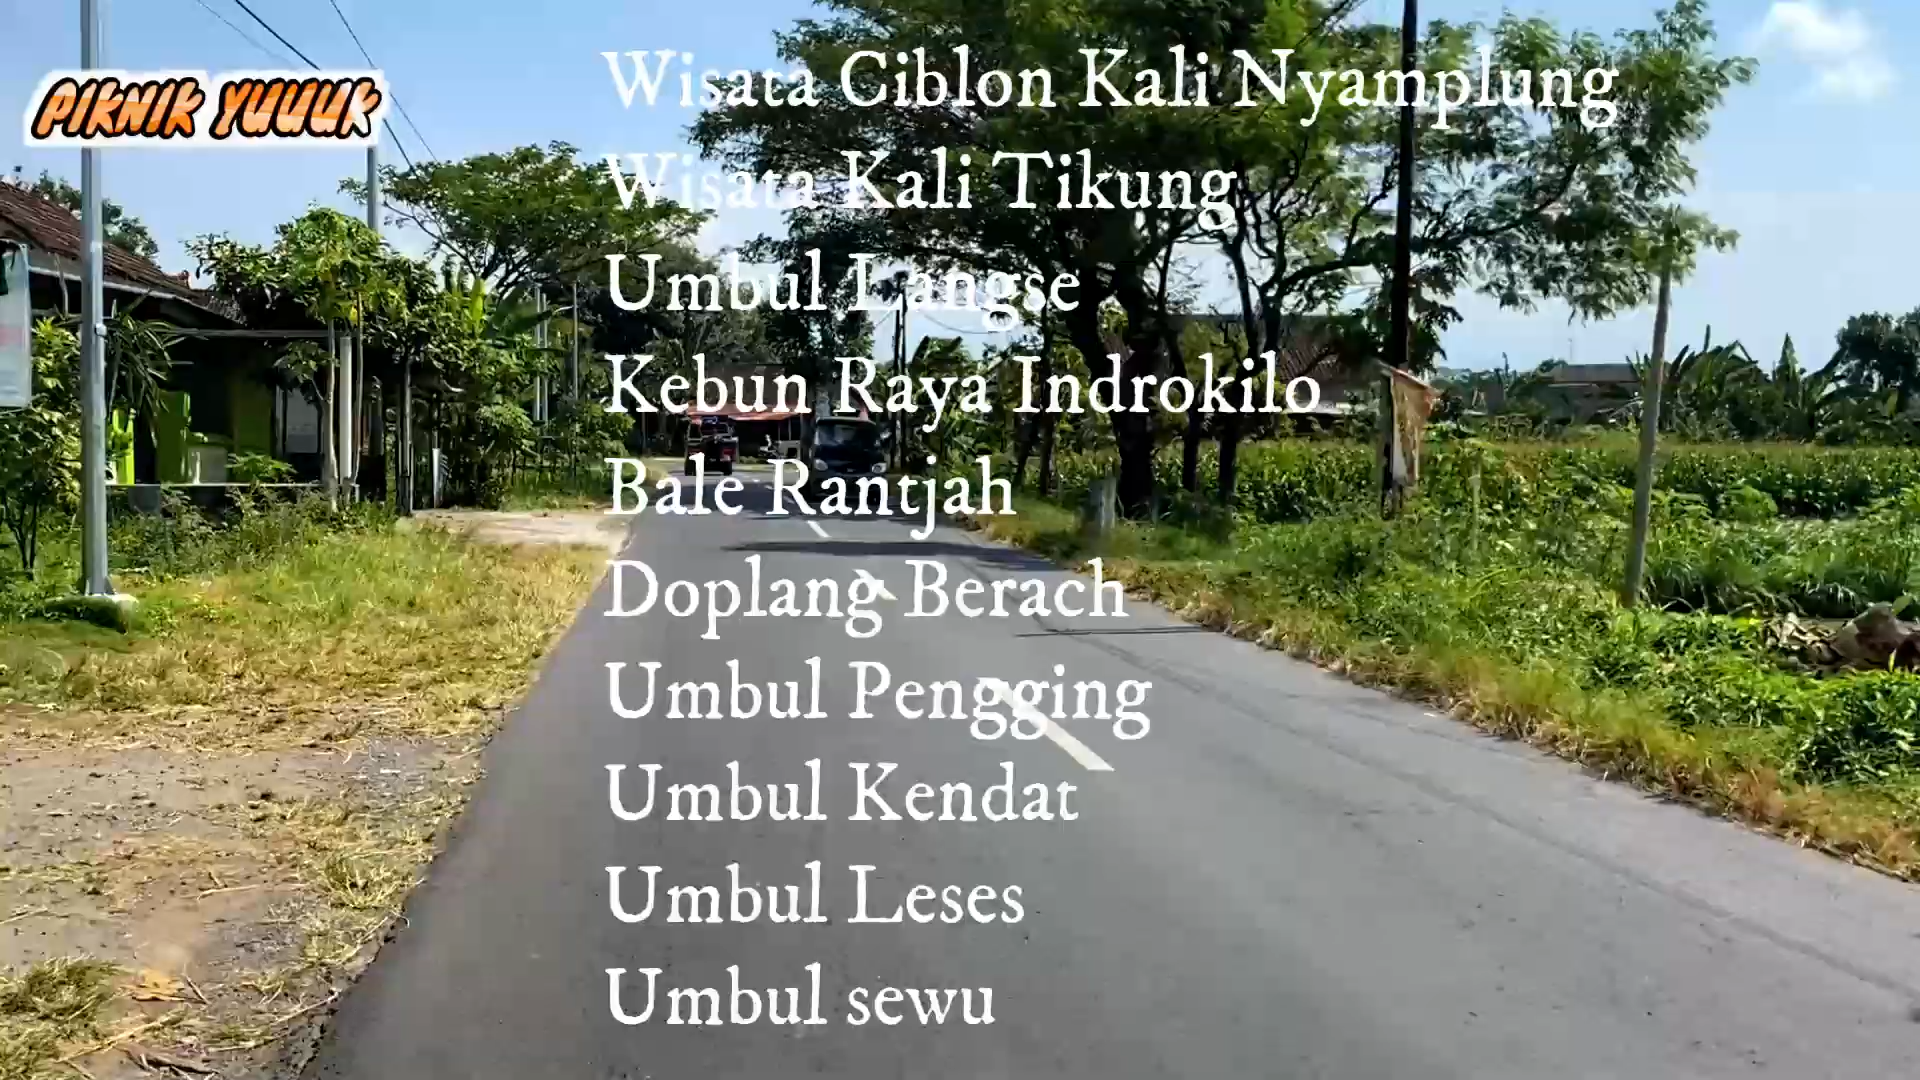 PIKNIK YUUUK
Wisata Ciblon Kali Nyamplung
Wisata Kali Tikung
Umbul Langse
Kebun Raya Indrokilo
Bale Rantjah
Doplang Berach
Umbul Pengging
Umbul Kendat
Umbul Leses
Umbul sewu